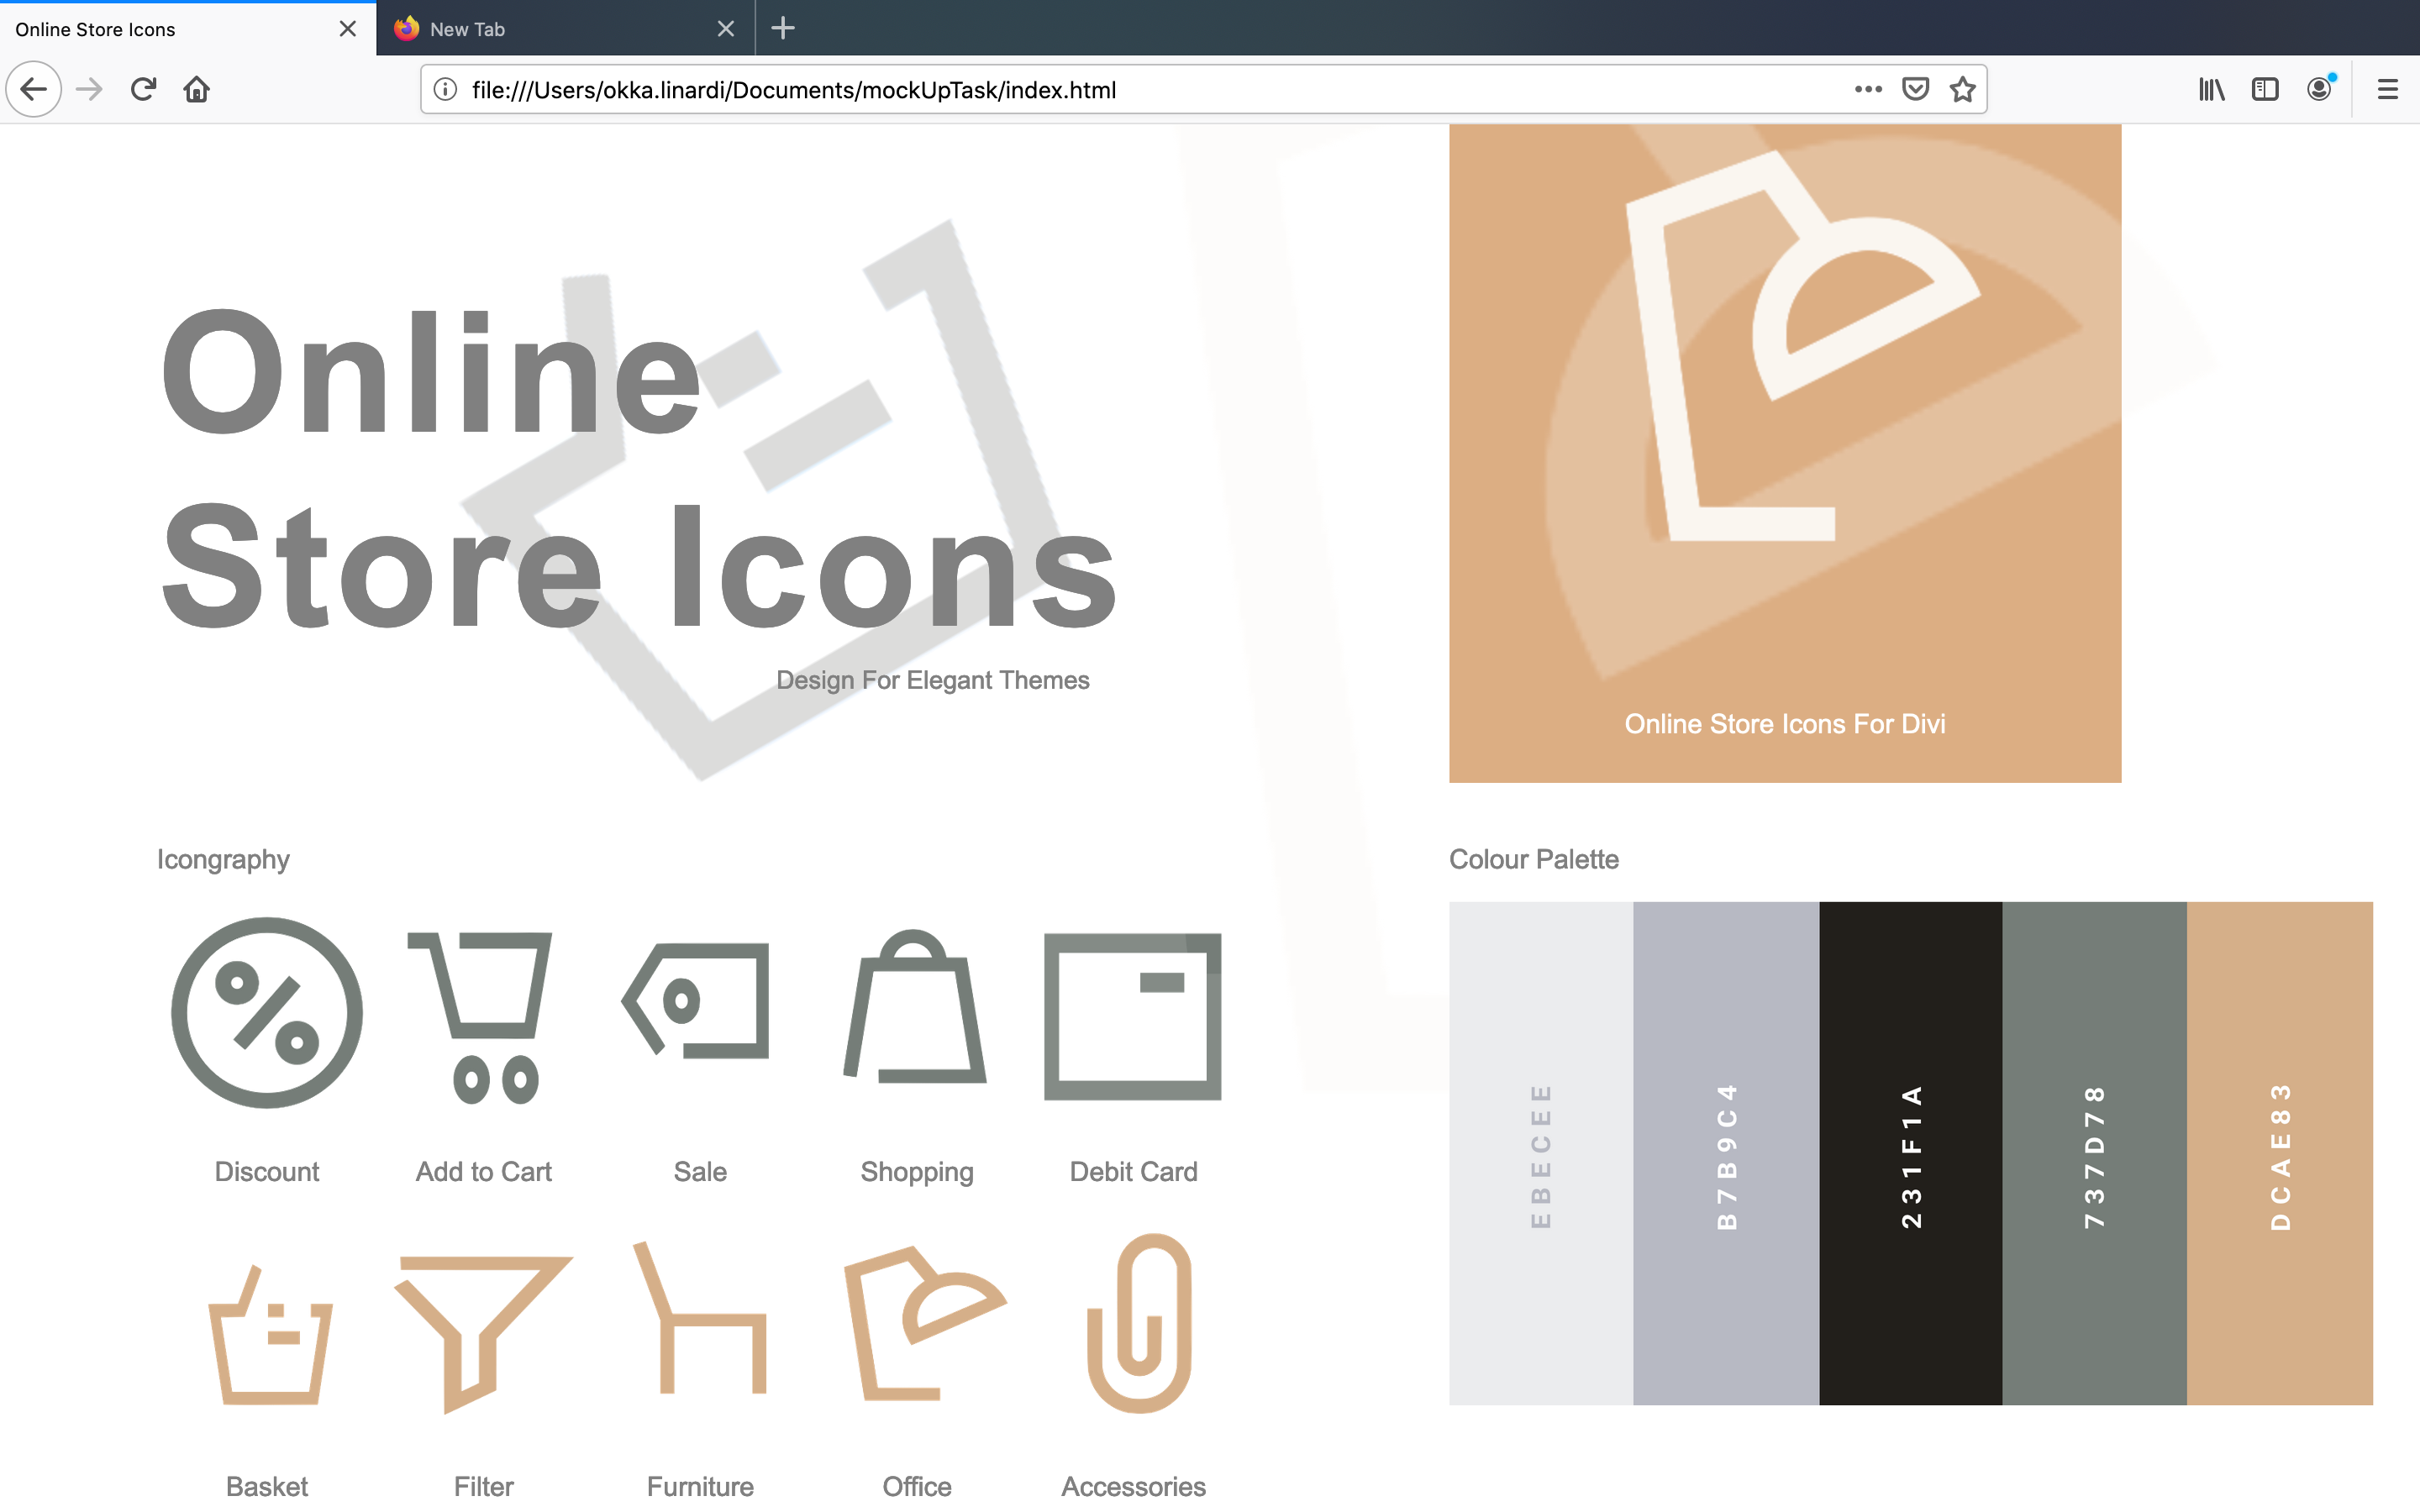 Online Store Icons
New Tab
file:///Users/okka.linardi/Documents/mockUpTask/index.html
Online
Store Icons
Design For Elegant Themes
Online Store Icons For Divi
Icongraphy
Discount
Add to Cart
Sale
Shopping
Debit Card
Basket
Filter
Furniture
Office
Accessories
Colour Palette
EBECEE
B7B9C4
231F1A
737D78
DCAE83